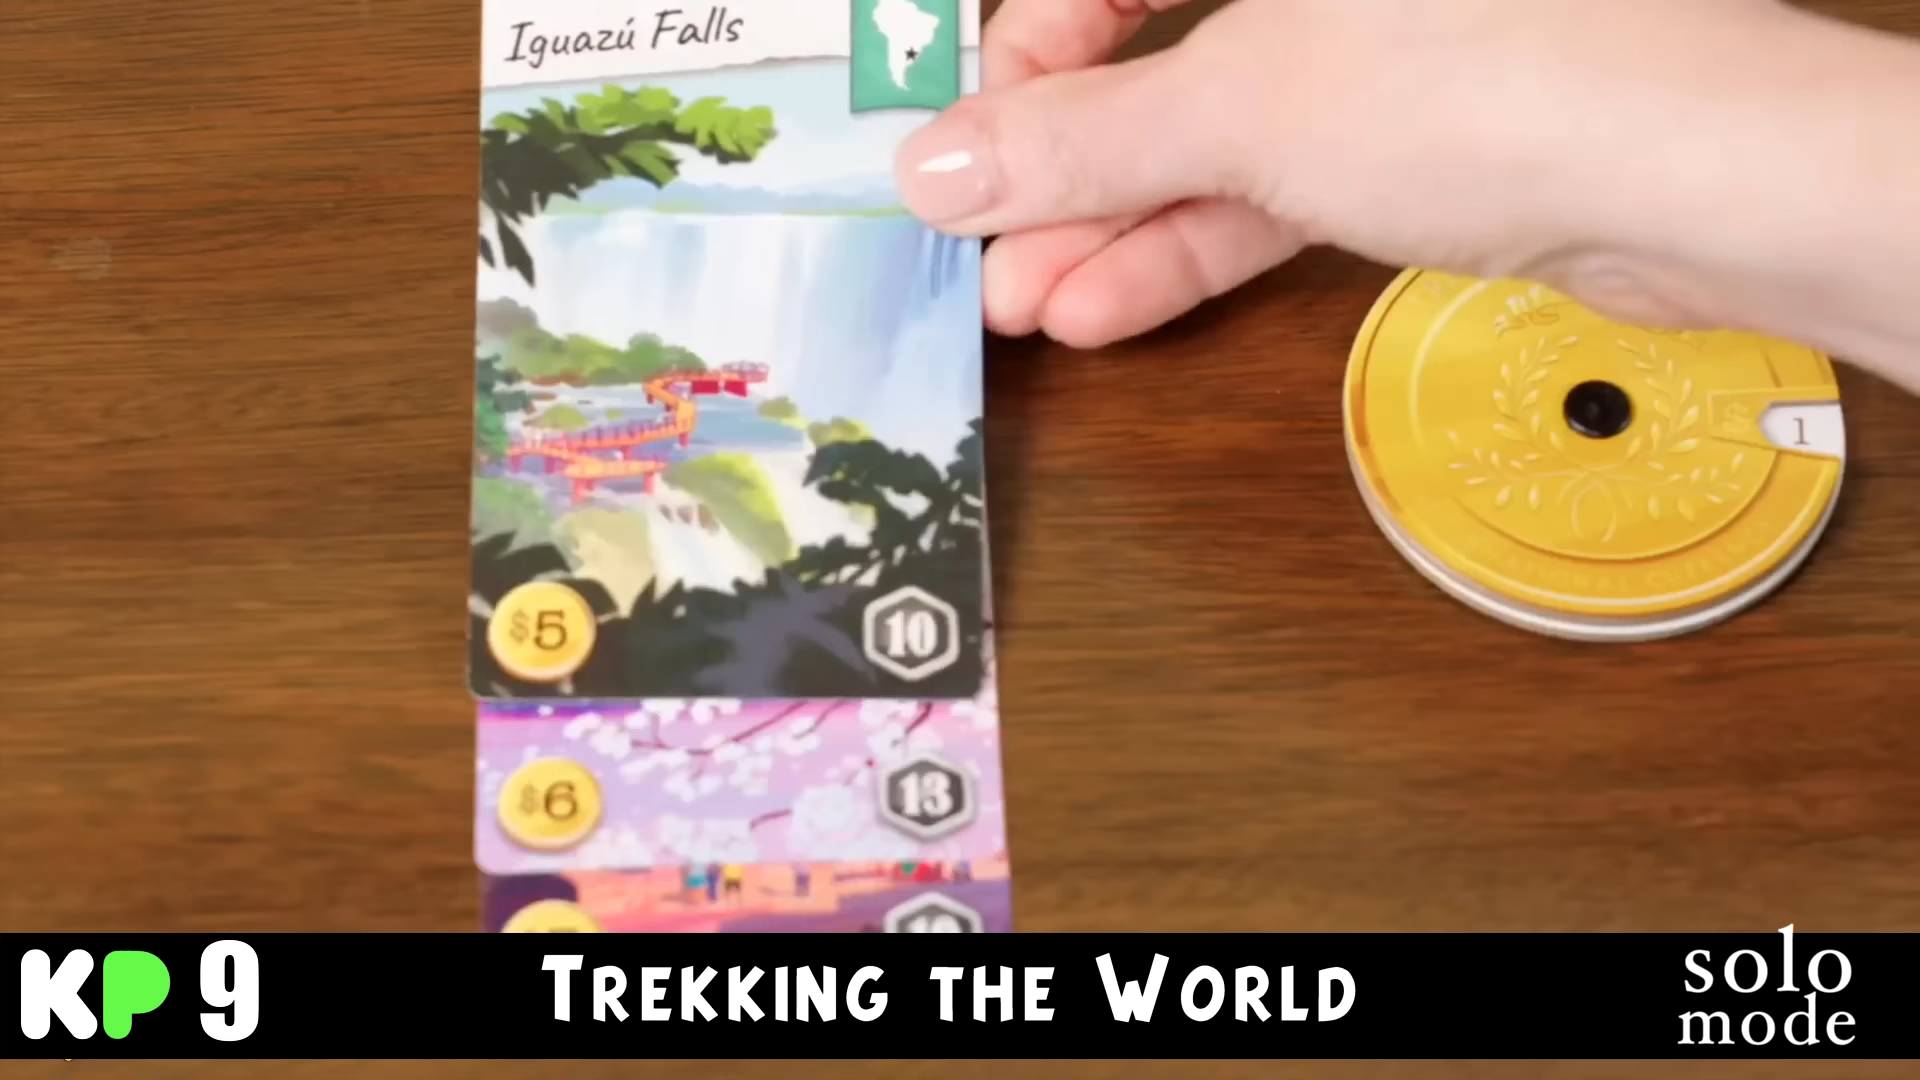 Iguazú Falls
1
$5
10
$6
13
KP 9
TREKKING THE WORLD
solo
mode